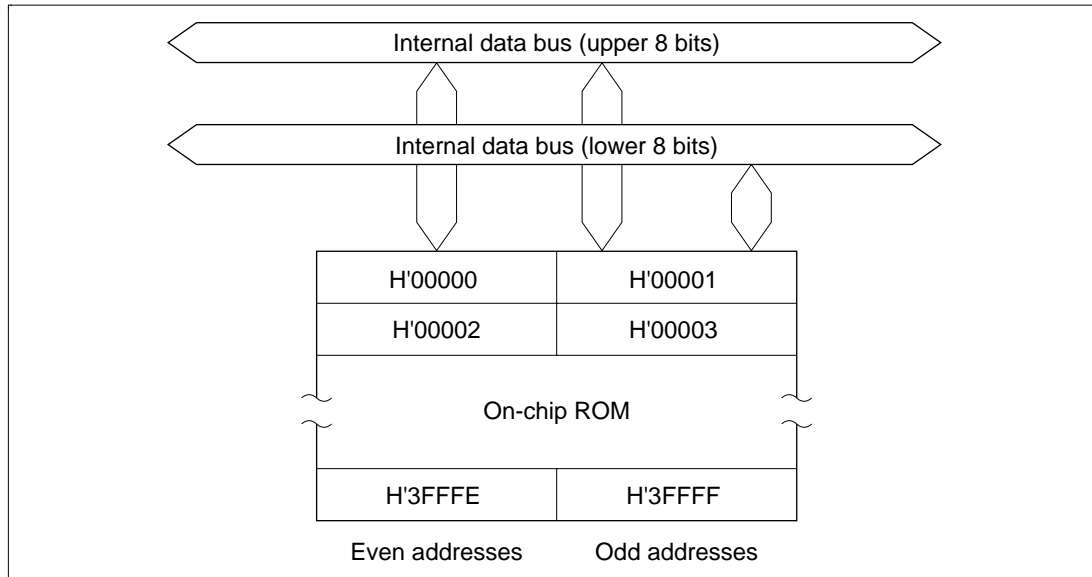 Internal data bus (upper 8 bits)
Internal data bus (lower 8 bits)
H'00000 H'00001
H'00002 H'00003
On-chip ROM
H'3FFFE H'3FFFF
Even addresses Odd addresses